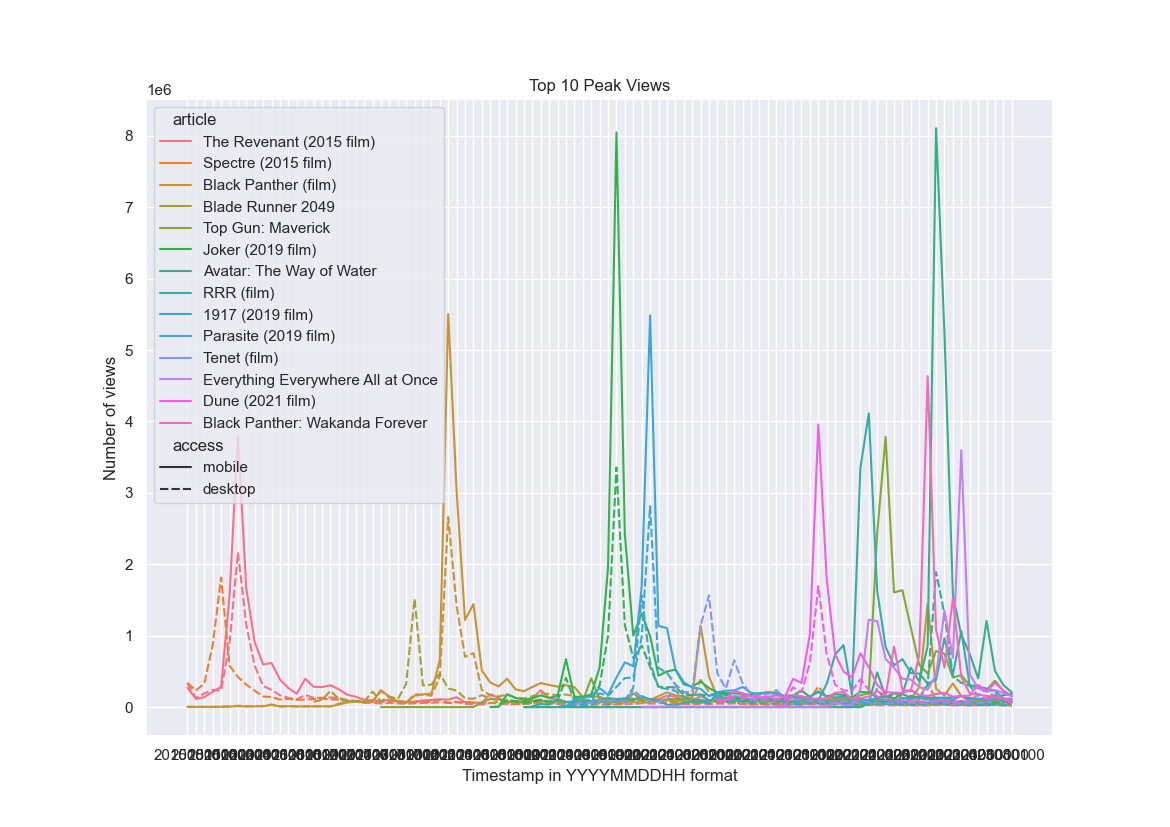 Top 10 Peak Views
1e6
8
7
6
5
4
3
2
1
0
Number of views
article
The Revenant (2015 film)
Spectre (2015 film)
Black Panther (film)
Blade Runner 2049
Top Gun: Maverick
Joker (2019 film)
Avatar: The Way of Water
RRR (film)
1917 (2019 film)
Parasite (2019 film)
Tenet (film)
Everything Everywhere All at Once
Dune (2021 film)
Black Panther: Wakanda Forever
access
mobile
desktop
Timestamp in YYYYMMDDHH format